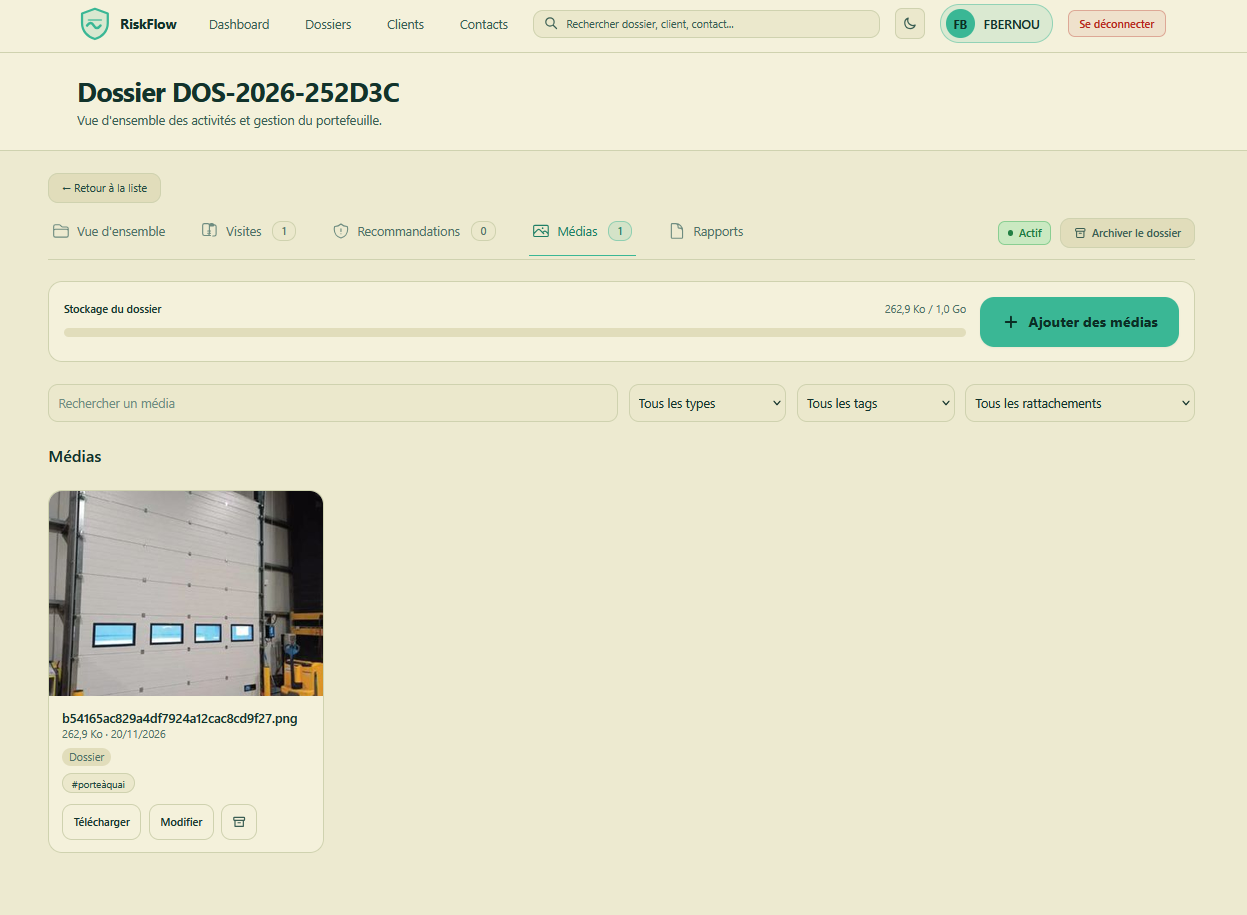 RiskFlow
Dashboard
Dossiers
Clients
Contacts
Rechercher dossier, client, contact...
FB
FBERNOU
Se déconnecter
Dossier DOS-2026-252D3C
Vue d'ensemble des activités et gestion du portefeuille.
← Retour à la liste
Vue d'ensemble
Visites 1
Recommandations 0
Médias 1
Rapports
Actif
Archiver le dossier
Stockage du dossier
262,9 Ko / 1,0 Go
+ Ajouter des médias
Rechercher un média
Tous les types
Tous les tags
Tous les rattachements
Médias
b54165ac829a4df7924a12cac8cd9f27.png
262,9 Ko · 20/11/2026
Dossier
#porteàquai
Télécharger
Modifier